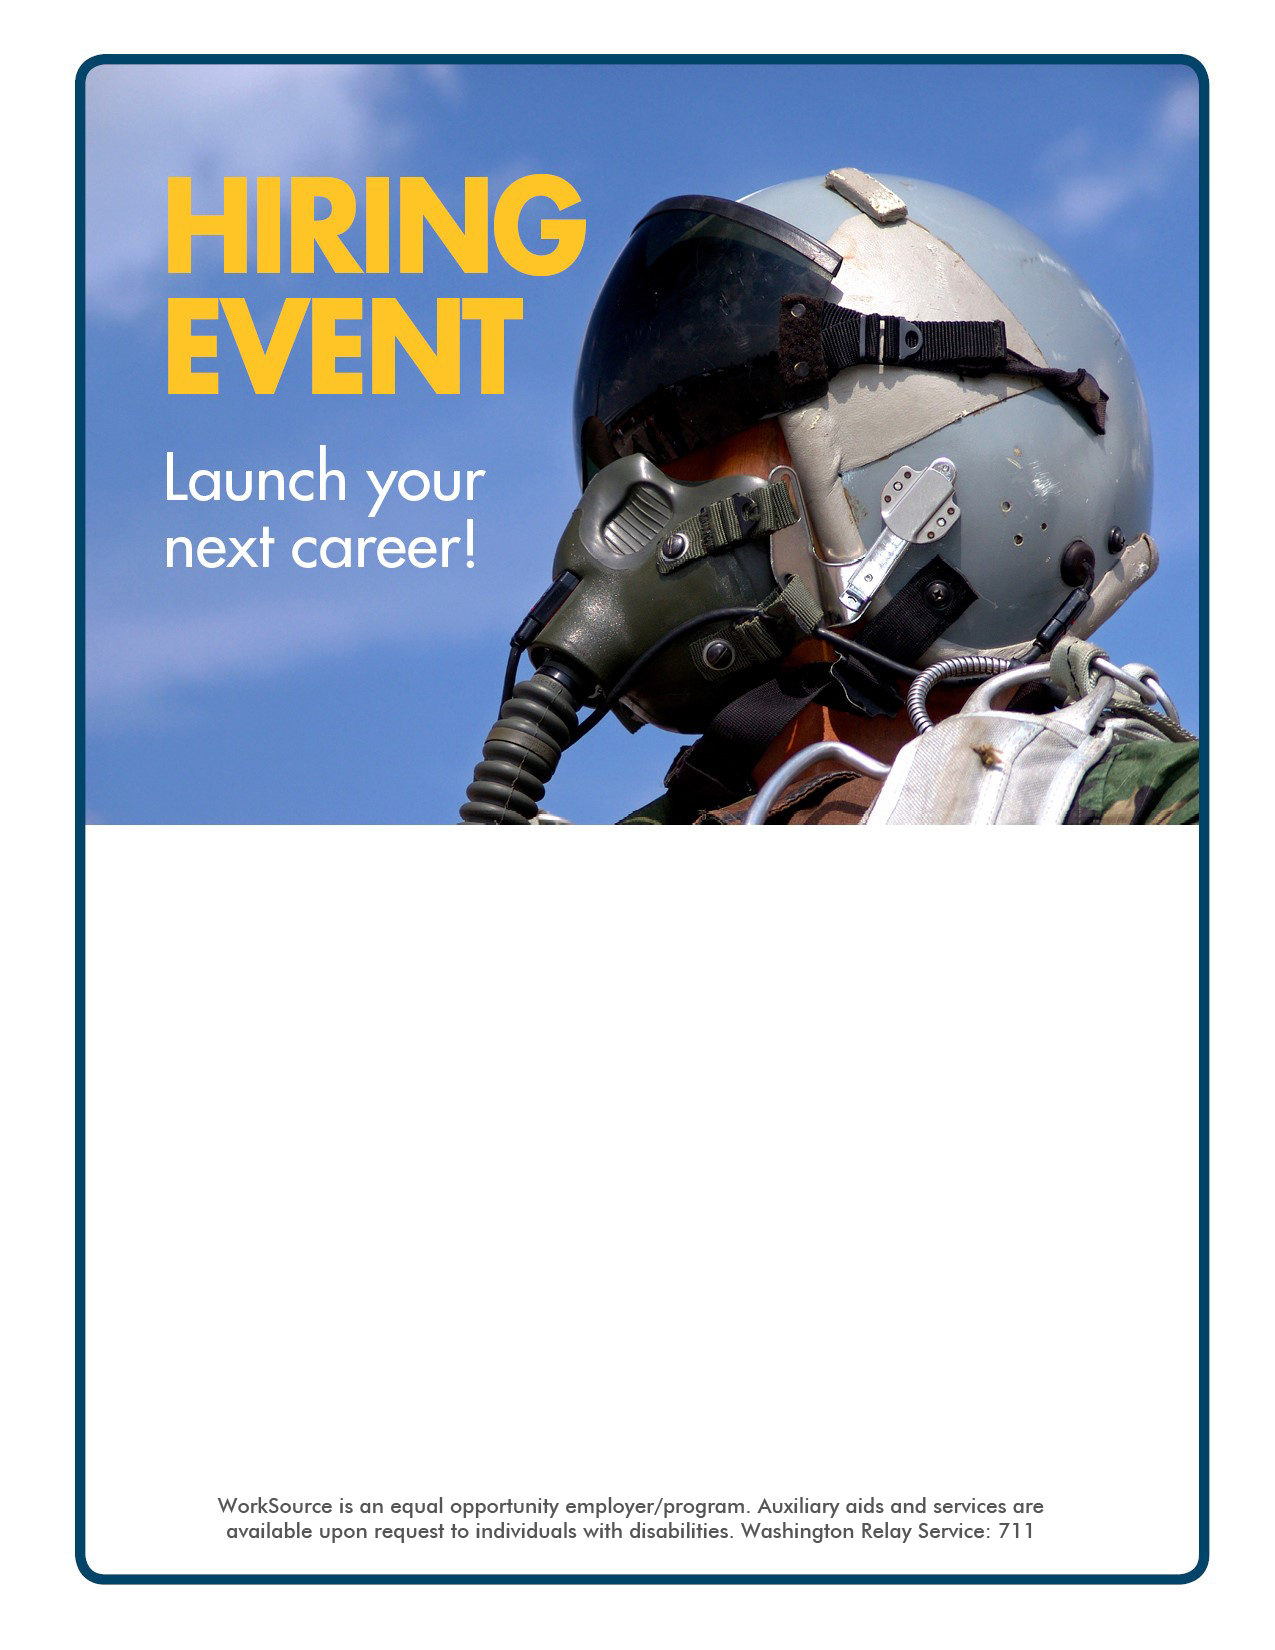 HIRING
EVENT
Launch your
next career!
WorkSource is an equal opportunity employer/program. Auxiliary aids and services are
available upon request to individuals with disabilities. Washington Relay Service: 711